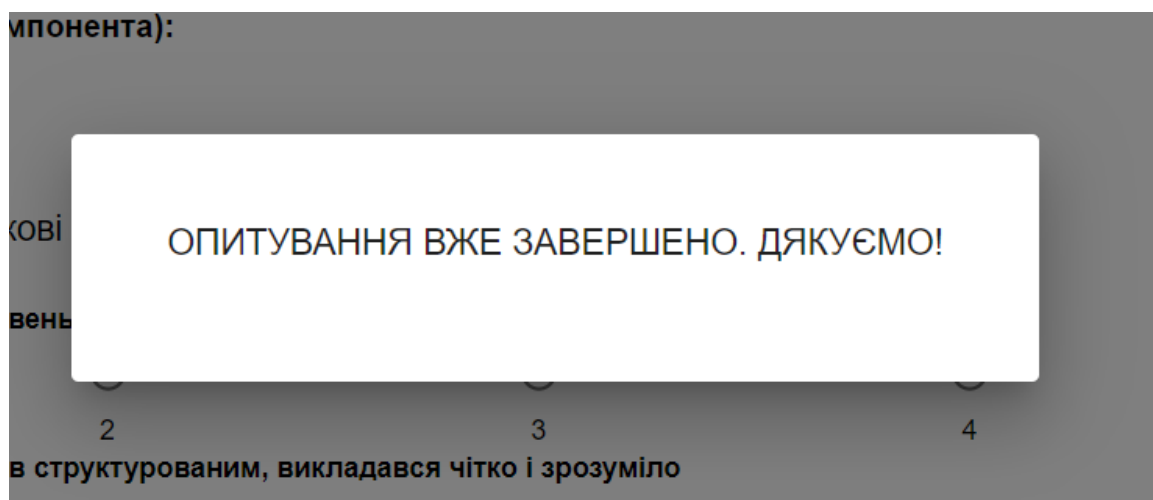 мпонента):
кові
ОПИТУВАННЯ ВЖЕ ЗАВЕРШЕНО. ДЯКУЄМО!
вень
2 3 4
в структурованим, викладався чітко і зрозуміло